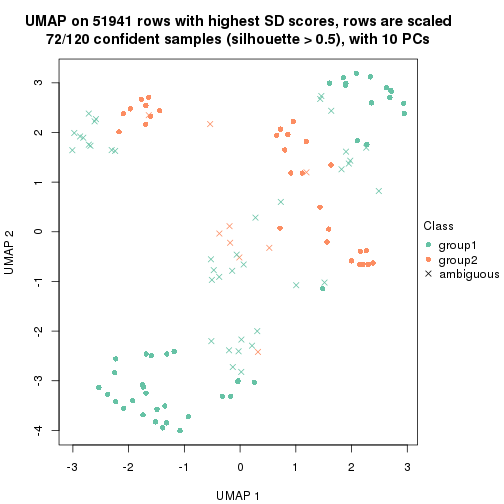 UMAP on 51941 rows with highest SD scores, rows are scaled
72/120 confident samples (silhouette > 0.5), with 10 PCs
3
2
1
0
-1
-2
-3
-4
UMAP 2
-3
-2
-1
0
1
2
3
UMAP 1
Class
group1
group2
ambiguous